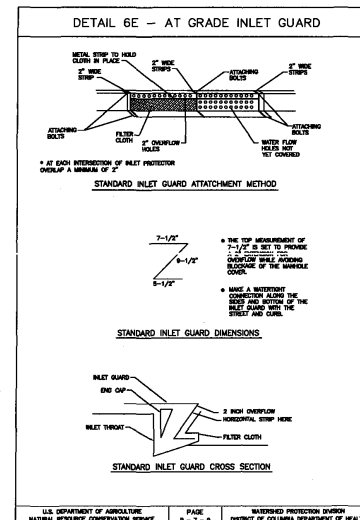 DETAIL 6E – AT GRADE INLET GUARD
METAL STRIP TO HOLD
CLOTH IN PLACE
2" WIDE
STRIP
2" WIDE
STRIPS
ATTACHING
BOLTS
2" WIDE
STRIPS
ATTACHING
BOLTS
FILTER
CLOTH
2" OVERFLOW
HOLES
WATER FLOW
HOLES NOT
YET COVERED
ATTACHING
BOLTS
* AT EACH INTERSECTION OF INLET PROTECTOR
OVERLAP A MINIMUM OF 2"
STANDARD INLET GUARD ATTATCHMENT METHOD
7-1/2"
9-1/2"
5-1/2"
• THE TOP MEASUREMENT OF
7-1/2" IS SET TO PROVIDE
OVERFLOW WHILE AVOIDING
BLOCKAGE OF THE MANHOLE
COVER.
• MAKE A WATERTIGHT
CONNECTION ALONG THE
SIDES AND BOTTOM OF THE
INLET GUARD WITH THE
STREET AND CURB.
STANDARD INLET GUARD DIMENSIONS
INLET GUARD
END CAP
INLET THROAT
2 INCH OVERFLOW
HORIZONTAL STRIP HERE
FILTER CLOTH
STANDARD INLET GUARD CROSS SECTION
U.S. DEPARTMENT OF AGRICULTURE
PAGE
WATERSHED PROTECTION DIVISION